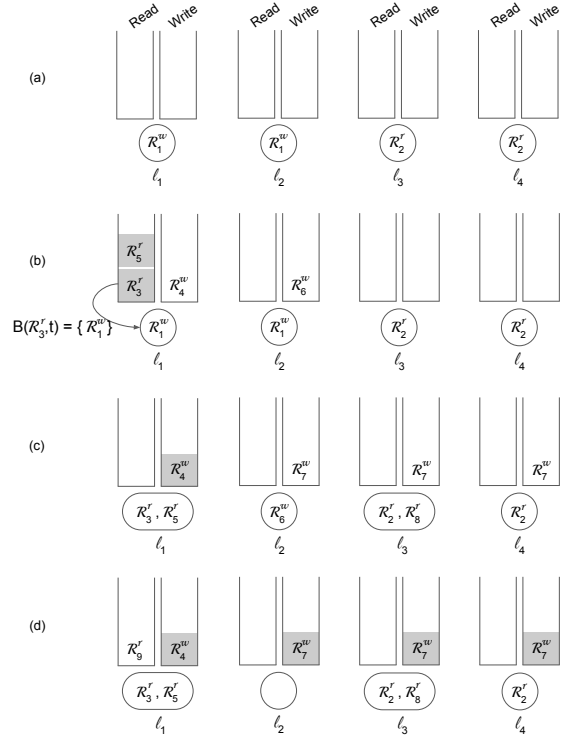 Read Write Read Write Read Write Read Write
(a)
ℛ₁ʷ ℛ₁ʷ ℛ₂ʳ ℛ₂ʳ
ℓ₁ ℓ₂ ℓ₃ ℓ₄
(b)
ℛ₅ʳ
ℛ₃ʳ ℛ₄ʷ ℛ₆ʷ
B(ℛ₃ʳ,t) = { ℛ₁ʷ} ℛ₁ʷ ℛ₁ʷ ℛ₂ʳ ℛ₂ʳ
ℓ₁ ℓ₂ ℓ₃ ℓ₄
(c)
ℛ₄ʷ ℛ₇ʷ ℛ₇ʷ ℛ₇ʷ
ℛ₃ʳ , ℛ₅ʳ ℛ₆ʷ ℛ₂ʳ , ℛ₈ʳ ℛ₂ʳ
ℓ₁ ℓ₂ ℓ₃ ℓ₄
(d)
ℛ₉ʳ ℛ₄ʷ ℛ₇ʷ ℛ₇ʷ ℛ₇ʷ
ℛ₃ʳ , ℛ₅ʳ ℛ₂ʳ , ℛ₈ʳ ℛ₂ʳ
ℓ₁ ℓ₂ ℓ₃ ℓ₄